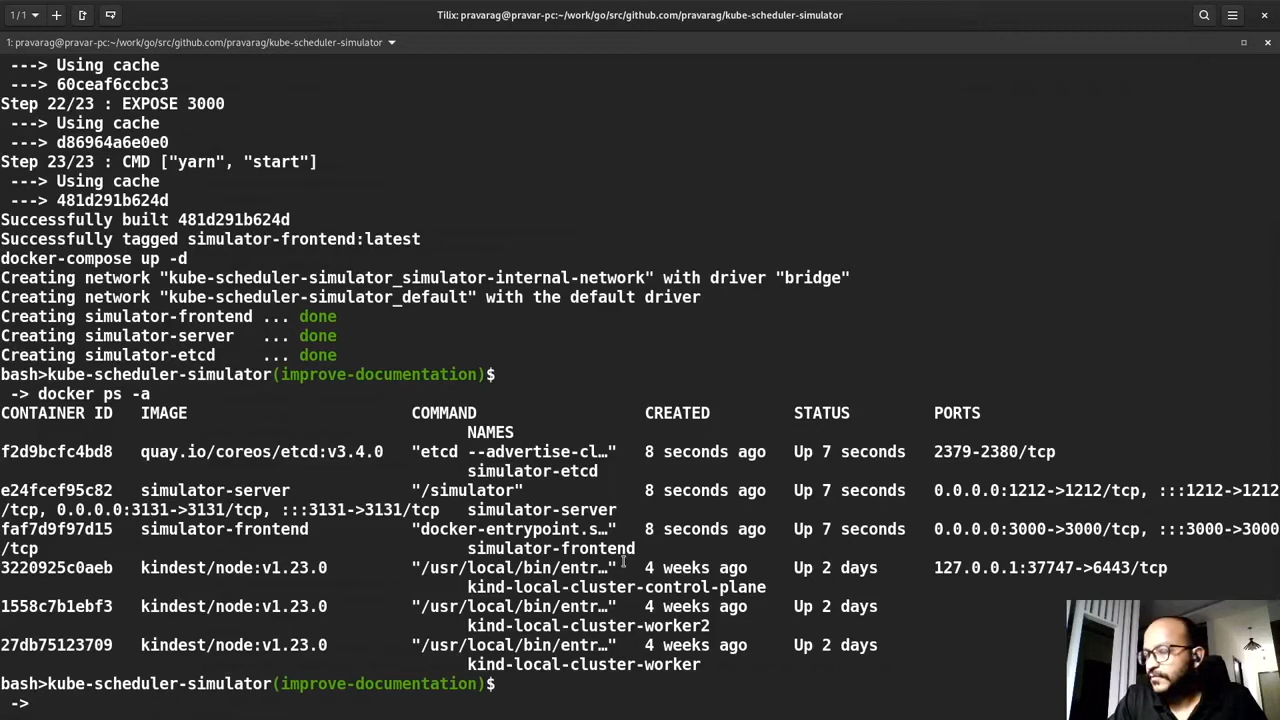 1/1
Tilix: pravarag@pravar-pc:~/work/go/src/github.com/pravarag/kube-scheduler-simulator
1: pravarag@pravar-pc:~/work/go/src/github.com/pravarag/kube-scheduler-simulator
---> Using cache
---> 60ceaf6ccbc3
Step 22/23 : EXPOSE 3000
---> Using cache
---> d86964a6e0e0
Step 23/23 : CMD ["yarn", "start"]
---> Using cache
---> 481d291b624d
Successfully built 481d291b624d
Successfully tagged simulator-frontend:latest
docker-compose up -d
Creating network "kube-scheduler-simulator_simulator-internal-network" with driver "bridge"
Creating network "kube-scheduler-simulator_default" with the default driver
Creating simulator-frontend ... done
Creating simulator-server   ... done
Creating simulator-etcd     ... done
bash>kube-scheduler-simulator(improve-documentation)$
-> docker ps -a
CONTAINER ID   IMAGE   COMMAND   CREATED   STATUS   PORTS
NAMES
f2d9bcfc4bd8   quay.io/coreos/etcd:v3.4.0   "etcd --advertise-cl…"   8 seconds ago   Up 7 seconds   2379-2380/tcp
simulator-etcd
e24fcef95c82   simulator-server   "/simulator"   8 seconds ago   Up 7 seconds   0.0.0.0:1212->1212/tcp, :::1212->1212
/tcp, 0.0.0.0:3131->3131/tcp, :::3131->3131/tcp   simulator-server
faf7d9f97d15   simulator-frontend   "docker-entrypoint.s…"   8 seconds ago   Up 7 seconds   0.0.0.0:3000->3000/tcp, :::3000->3000
/tcp   simulator-frontend
3220925c0aeb   kindest/node:v1.23.0   "/usr/local/bin/entr…"   4 weeks ago   Up 2 days   127.0.0.1:37747->6443/tcp
kind-local-cluster-control-plane
1558c7b1ebf3   kindest/node:v1.23.0   "/usr/local/bin/entr…"   4 weeks ago   Up 2 days
kind-local-cluster-worker2
27db75123709   kindest/node:v1.23.0   "/usr/local/bin/entr…"   4 weeks ago   Up 2 days
kind-local-cluster-worker
bash>kube-scheduler-simulator(improve-documentation)$
->